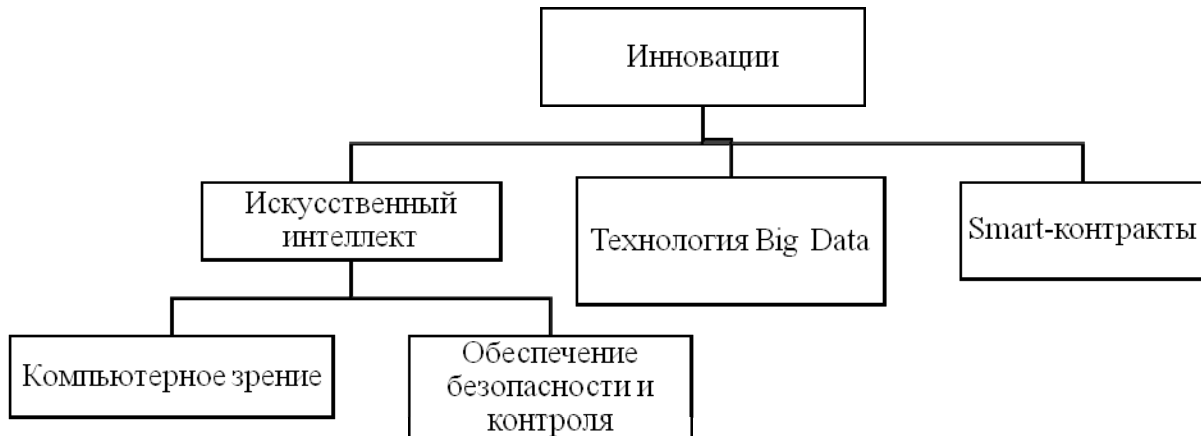 Инновации
Искусственный
интеллект
Технология Big Data
Smart-контракты
Компьютерное зрение
Обеспечение
безопасности и
контроля